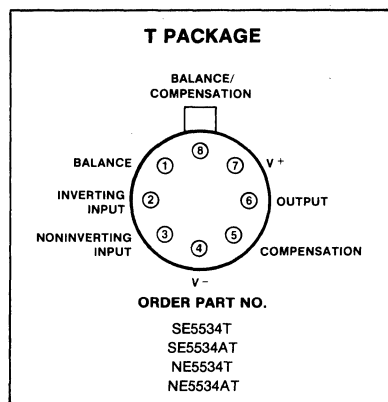 T PACKAGE
BALANCE/
COMPENSATION
8
BALANCE 1 7 V+
INVERTING
INPUT 2 6 OUTPUT
NONINVERTING
INPUT 3 5 COMPENSATION
4
V-
ORDER PART NO.
SE5534T
SE5534AT
NE5534T
NE5534AT